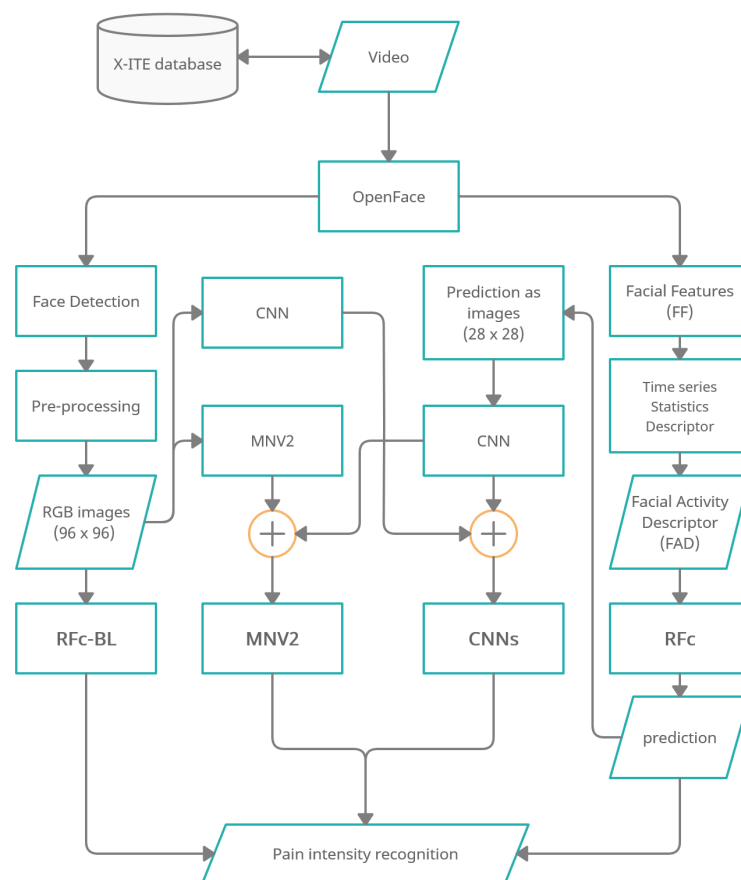 X-ITE database
Video
OpenFace
Face Detection
CNN
Prediction as
images
(28 x 28)
Facial Features
(FF)
Pre-processing
MNV2
CNN
Time series
Statistics
Descriptor
RGB images
(96 x 96)
Facial Activity
Descriptor
(FAD)
RFc-BL
MNV2
CNNs
RFc
prediction
Pain intensity recognition